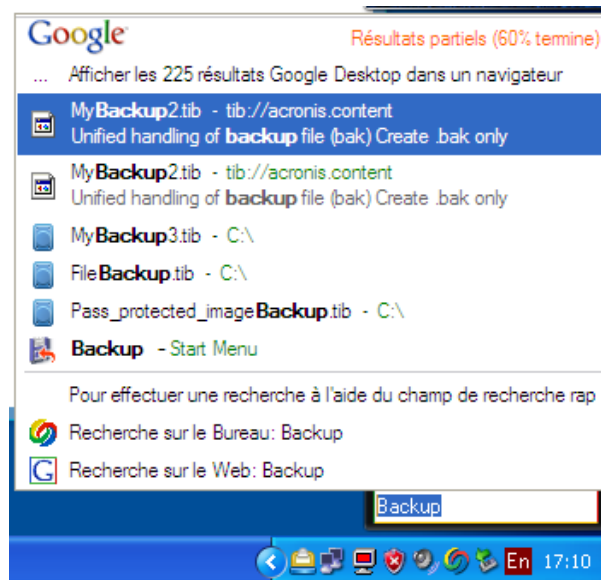 Google
Résultats partiels (60% termine)
... Afficher les 225 résultats Google Desktop dans un navigateur
MyBackup2.tib - tib://acronis.content
Unified handling of backup file (bak) Create .bak only
MyBackup2.tib - tib://acronis.content
Unified handling of backup file (bak) Create .bak only
MyBackup3.tib - C:\
FileBackup.tib - C:\
Pass_protected_imageBackup.tib - C:\
Backup - Start Menu
Pour effectuer une recherche à l'aide du champ de recherche rap
Recherche sur le Bureau: Backup
G Recherche sur le Web: Backup
Backup
En 17:10